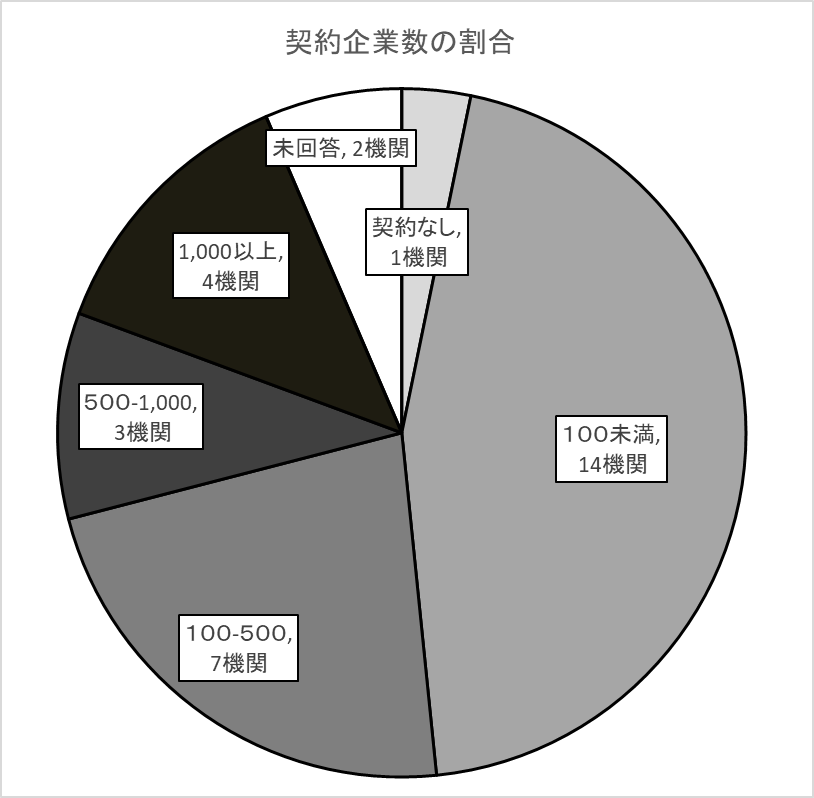 契約企業数の割合
未回答, 2機関
契約なし,
1機関
1,000以上,
4機関
５００-1,000,
3機関
１００未満,
14機関
１００-５００,
7機関